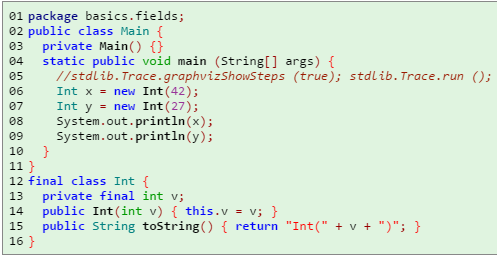 01 package basics.fields;
02 public class Main {
03   private Main() {}
04   static public void main (String[] args) {
05     //stdlib.Trace.graphvizShowSteps (true); stdlib.Trace.run ();
06     Int x = new Int(42);
07     Int y = new Int(27);
08     System.out.println(x);
09     System.out.println(y);
10   }
11 }
12 final class Int {
13   private final int v;
14   public Int(int v) { this.v = v; }
15   public String toString() { return "Int(" + v + ")"; }
16 }